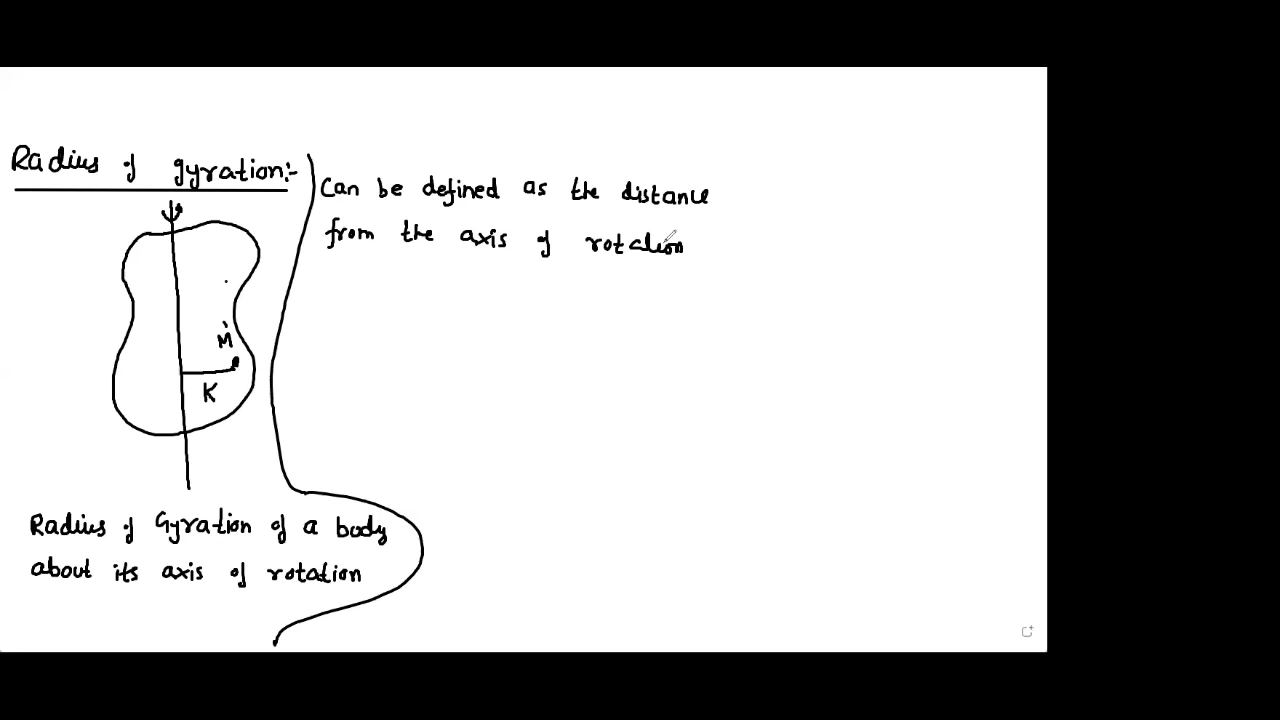 Radius of gyration:-
Can be defined as the distance
from the axis of rotation
M
K
Radius of Gyration of a body
about its axis of rotation